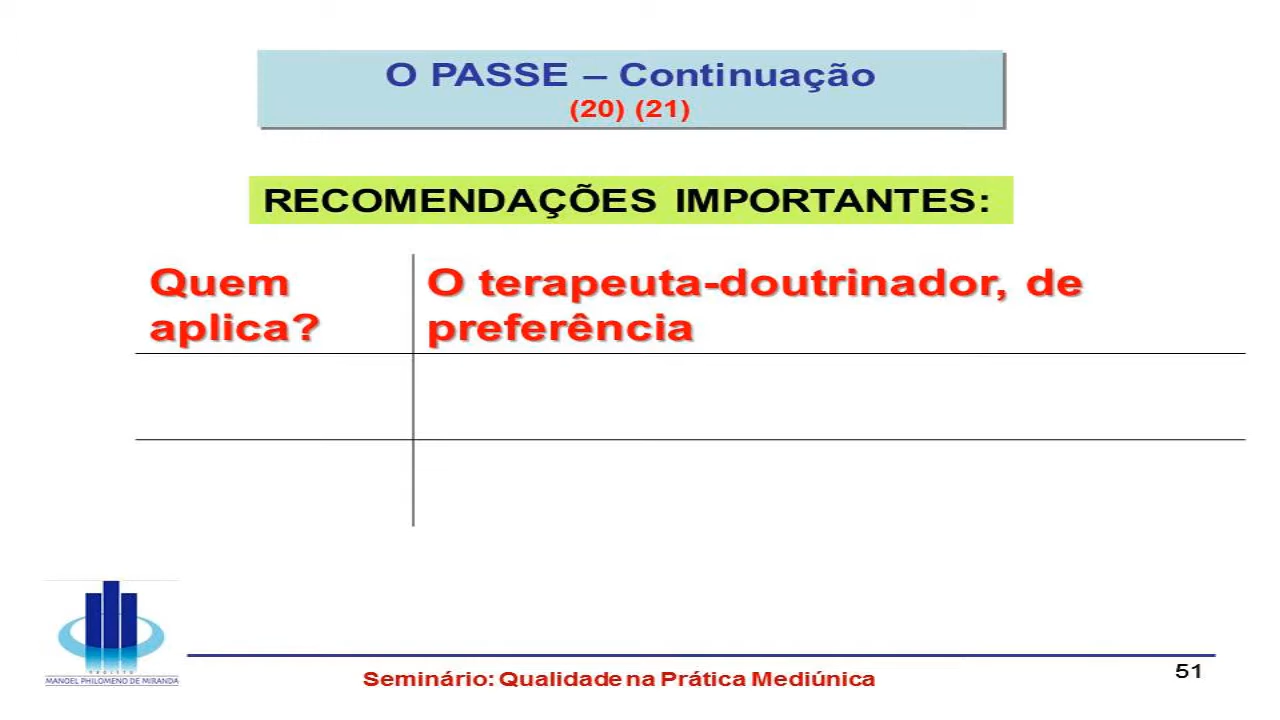 O PASSE – Continuação
(20) (21)
RECOMENDAÇÕES IMPORTANTES:
Quem aplica?
O terapeuta-doutrinador, de preferência
PROJETO
MANOEL PHILOMENO DE MIRANDA
Seminário: Qualidade na Prática Mediúnica
51